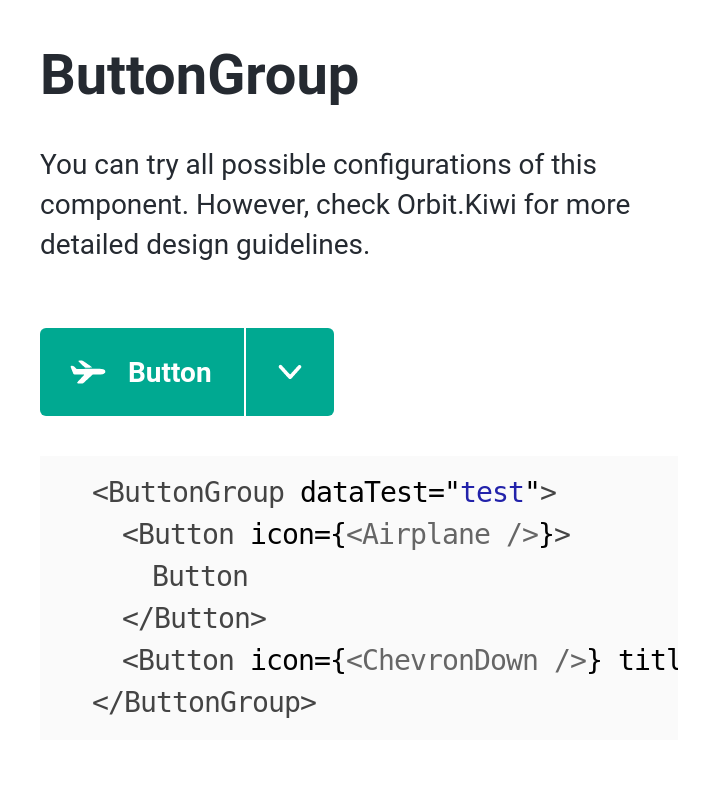 ButtonGroup
You can try all possible configurations of this
component. However, check Orbit.Kiwi for more
detailed design guidelines.
Button
<ButtonGroup dataTest="test">
<Button icon={<Airplane />}>
Button
</Button>
<Button icon={<ChevronDown />} titl
</ButtonGroup>